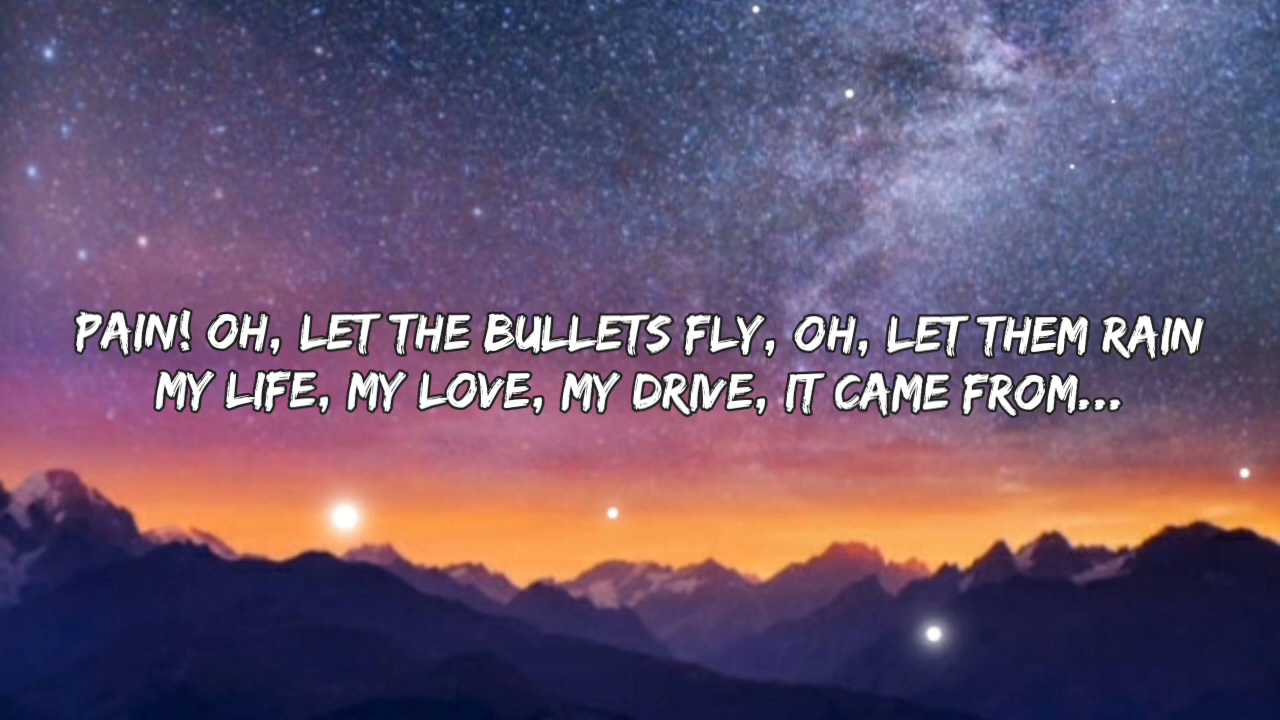 PAIN! OH, LET THE BULLETS FLY, OH, LET THEM RAIN
MY LIFE, MY LOVE, MY DRIVE, IT CAME FROM...